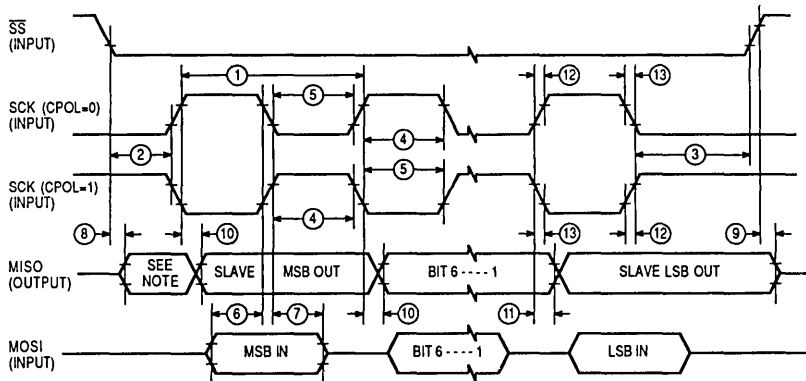 SS
(INPUT)
1
12
13
SCK (CPOL=0)
(INPUT)
5
4
2
3
SCK (CPOL=1)
(INPUT)
5
4
13
12
8
10
9
MISO
(OUTPUT)
SEE
NOTE
SLAVE
MSB OUT
BIT 6 - - - - 1
SLAVE LSB OUT
6
7
10
11
MOSI
(INPUT)
MSB IN
BIT 6 - - - - 1
LSB IN